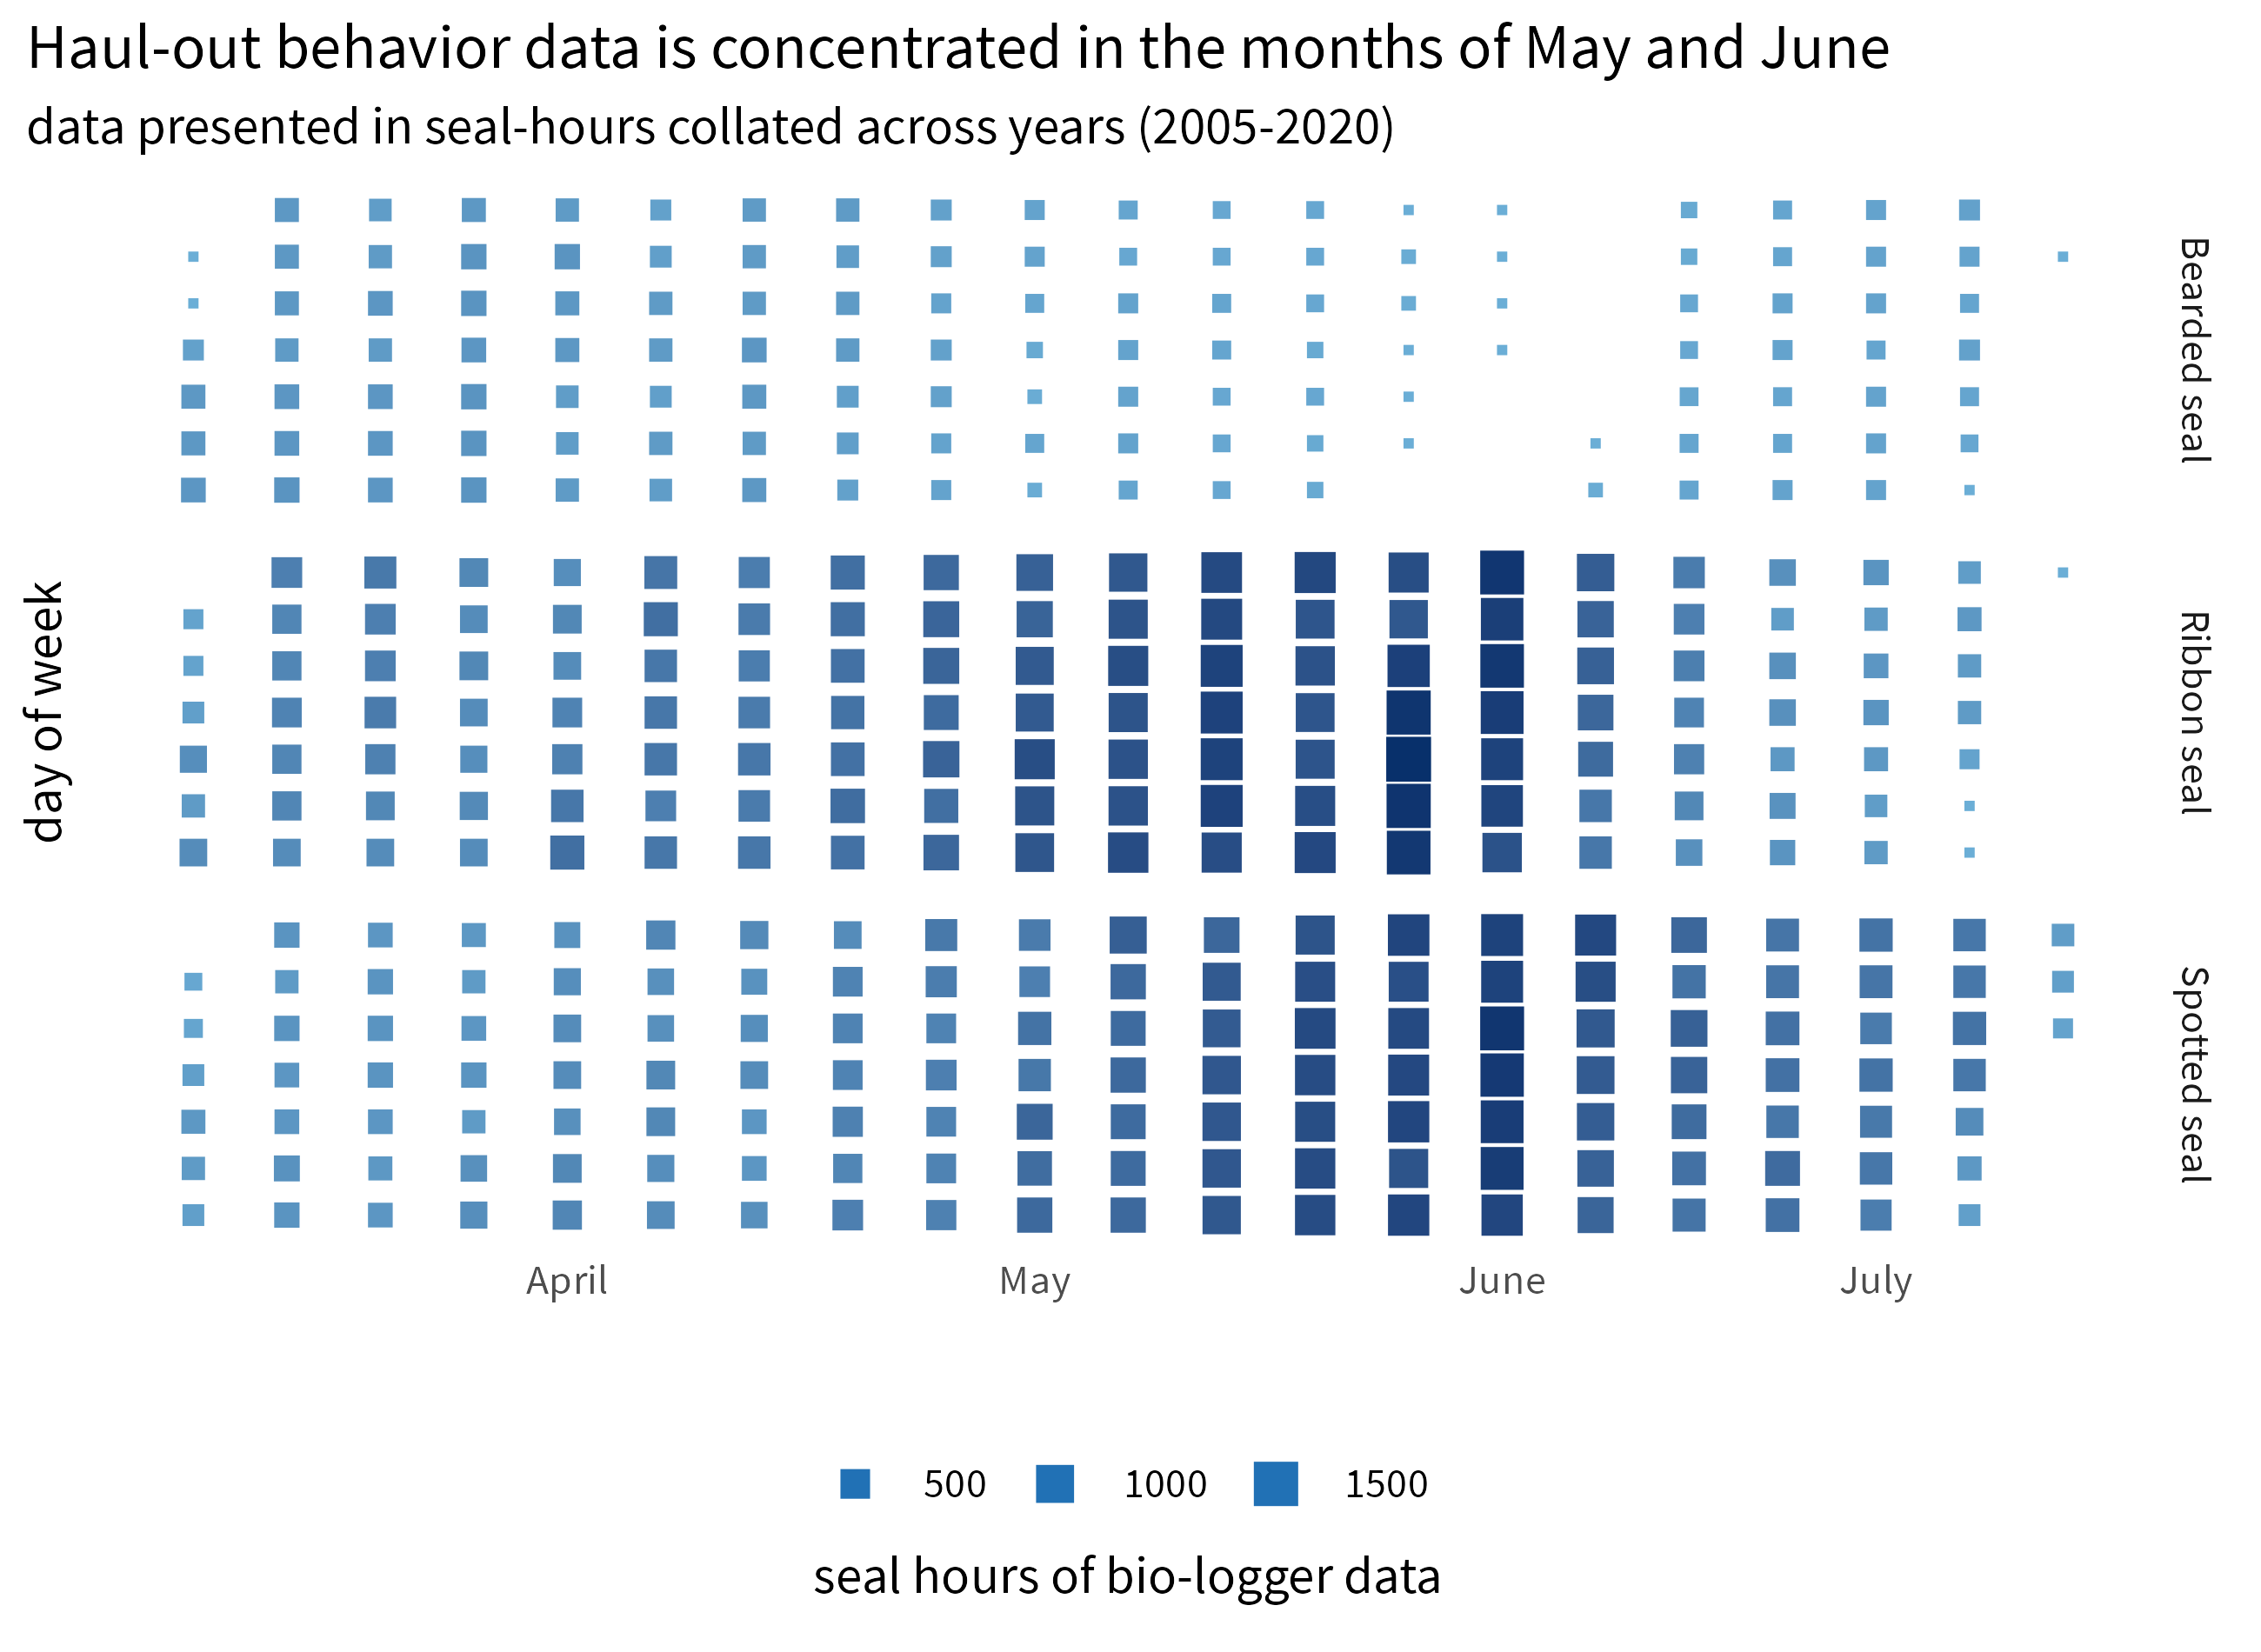 Haul-out behavior data is concentrated in the months of May and June
data presented in seal-hours collated across years (2005-2020)
Bearded seal
day of week
Ribbon seal
Spotted seal
April May June July
500 1000 1500
seal hours of bio-logger data